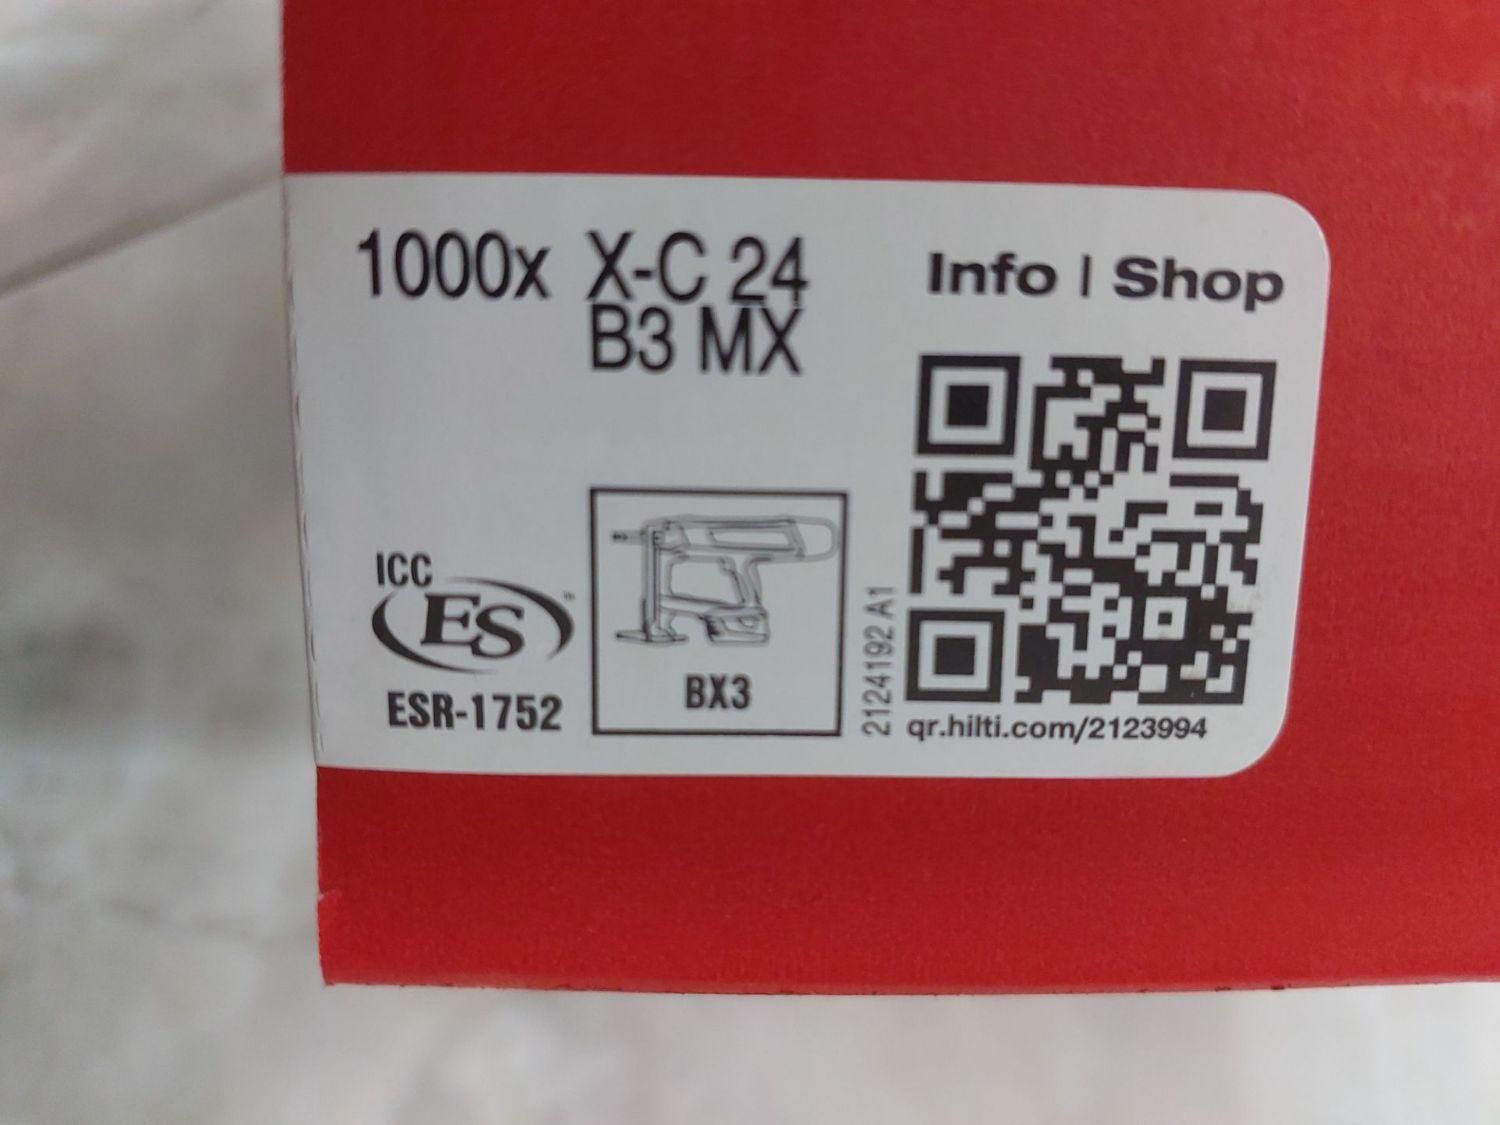 1000x X-C 24
B3 MX
Info | Shop
ICC
ES
ESR-1752
BX3
2124192 A1
qr.hilti.com/2123994